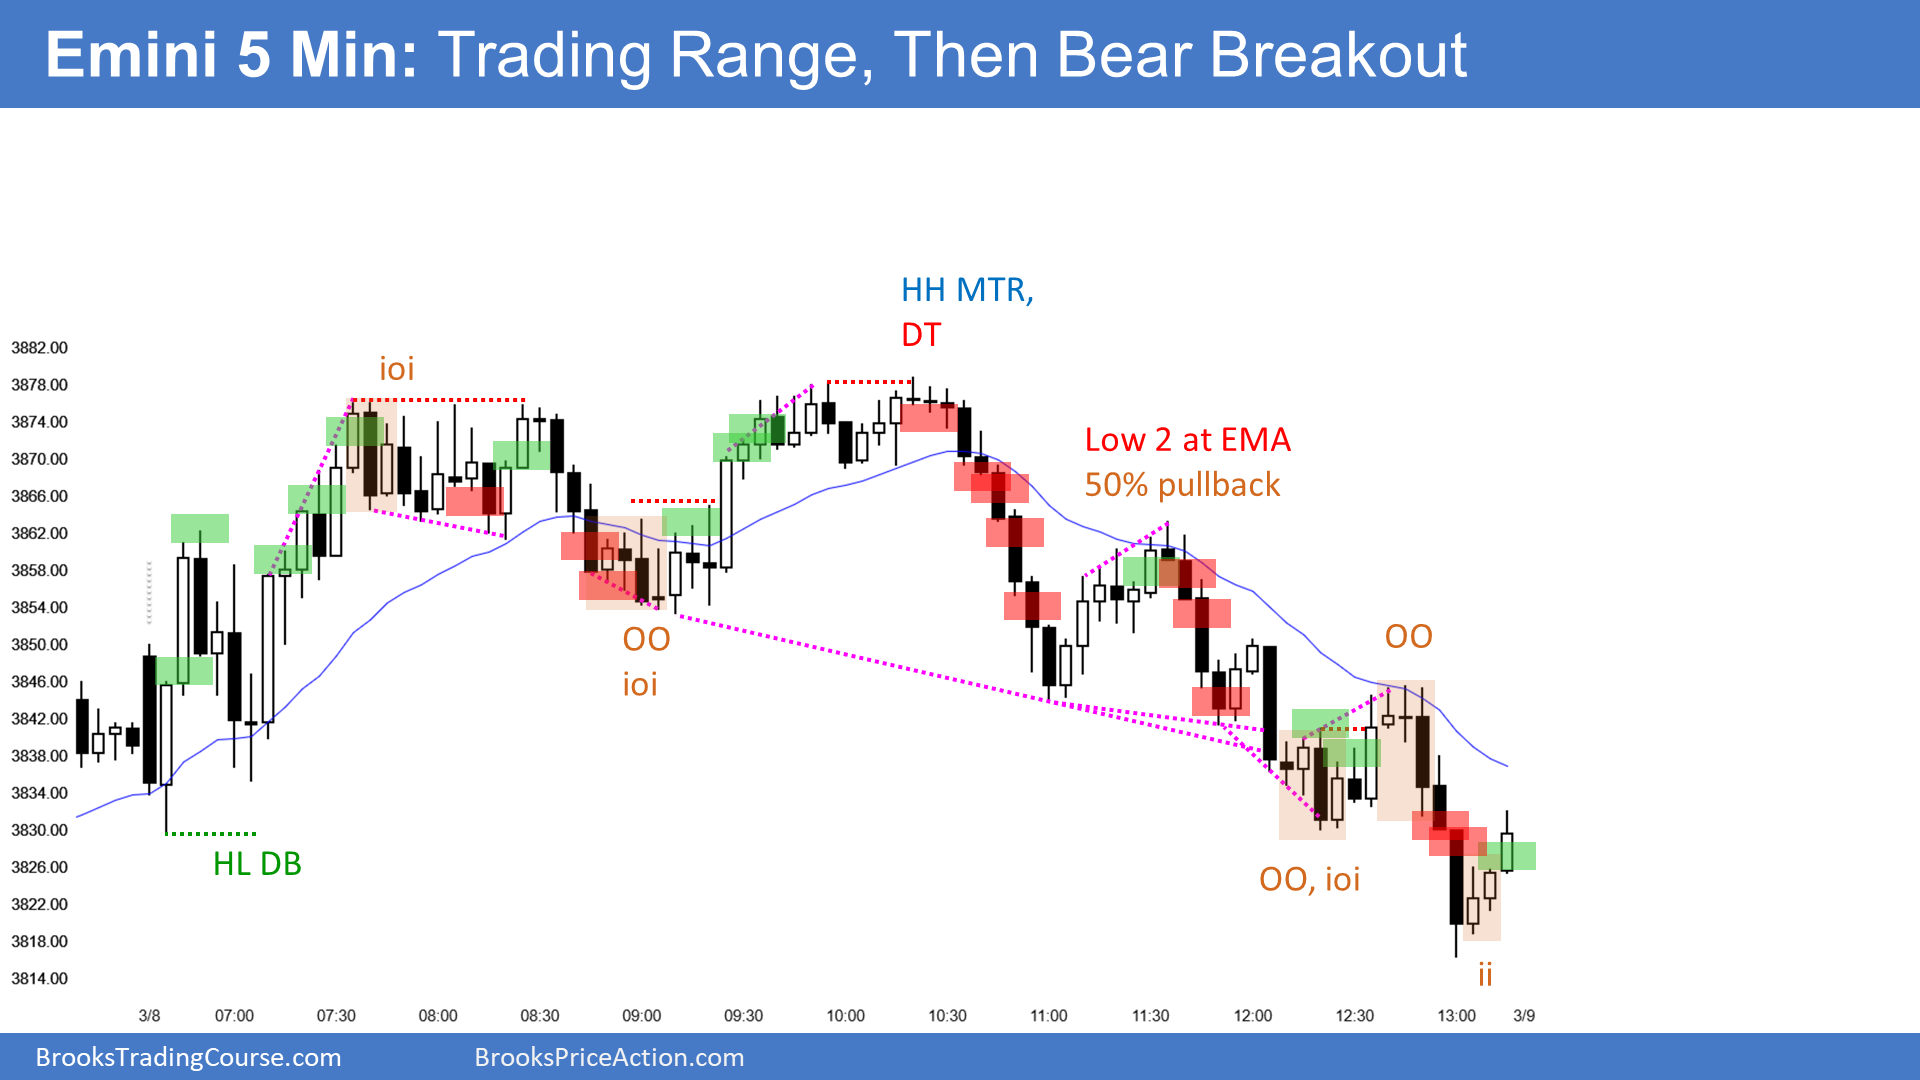 Emini 5 Min: Trading Range, Then Bear Breakout
HH MTR,
DT
ioi
Low 2 at EMA
50% pullback
OO
ioi
OO
HL DB
OO, ioi
ii
3882.00
3878.00
3874.00
3870.00
3866.00
3862.00
3858.00
3854.00
3850.00
3846.00
3842.00
3838.00
3834.00
3830.00
3826.00
3822.00
3818.00
3814.00
3/8 07:00 07:30 08:00 08:30 09:00 09:30 10:00 10:30 11:00 11:30 12:00 12:30 13:00 3/9
BrooksTradingCourse.com BrooksPriceAction.com